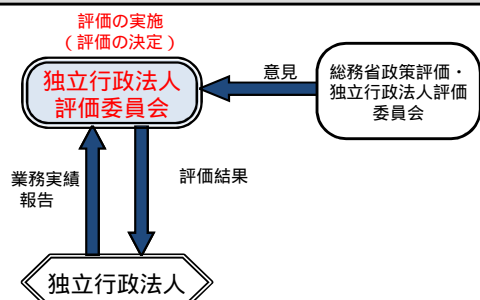 評価の実施
(評価の決定)
独立行政法人
評価委員会
意見
総務省政策評価・
独立行政法人評価
委員会
業務実績
報告
評価結果
独立行政法人